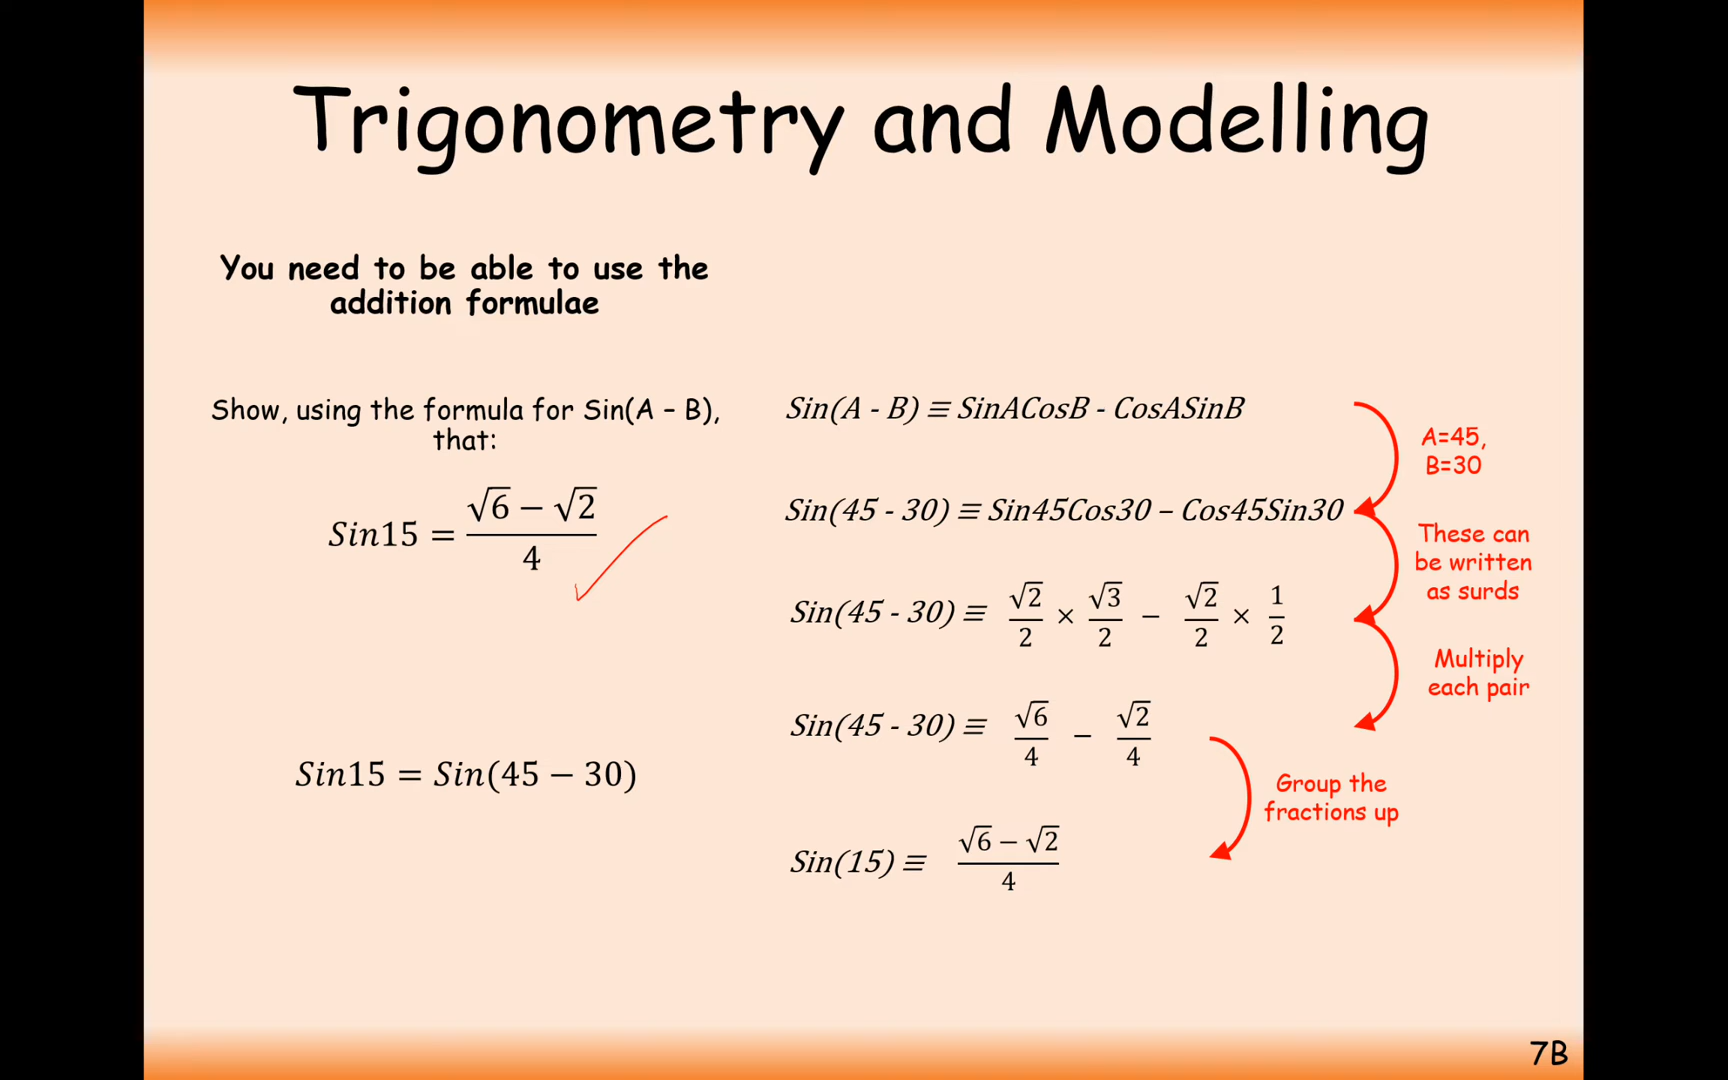 Trigonometry and Modelling
You need to be able to use the
addition formulae
Show, using the formula for Sin(A – B),
that:
Sin15 = (√6 − √2)/4
Sin15 = Sin(45 − 30)
Sin(A - B) ≡ SinACosB - CosASinB
Sin(45 - 30) ≡ Sin45Cos30 – Cos45Sin30
Sin(45 - 30) ≡ √2/2 × √3/2 − √2/2 × 1/2
Sin(45 - 30) ≡ √6/4 − √2/4
Sin(15) ≡ (√6 − √2)/4
A=45,
B=30
These can
be written
as surds
Multiply
each pair
Group the
fractions up
7B